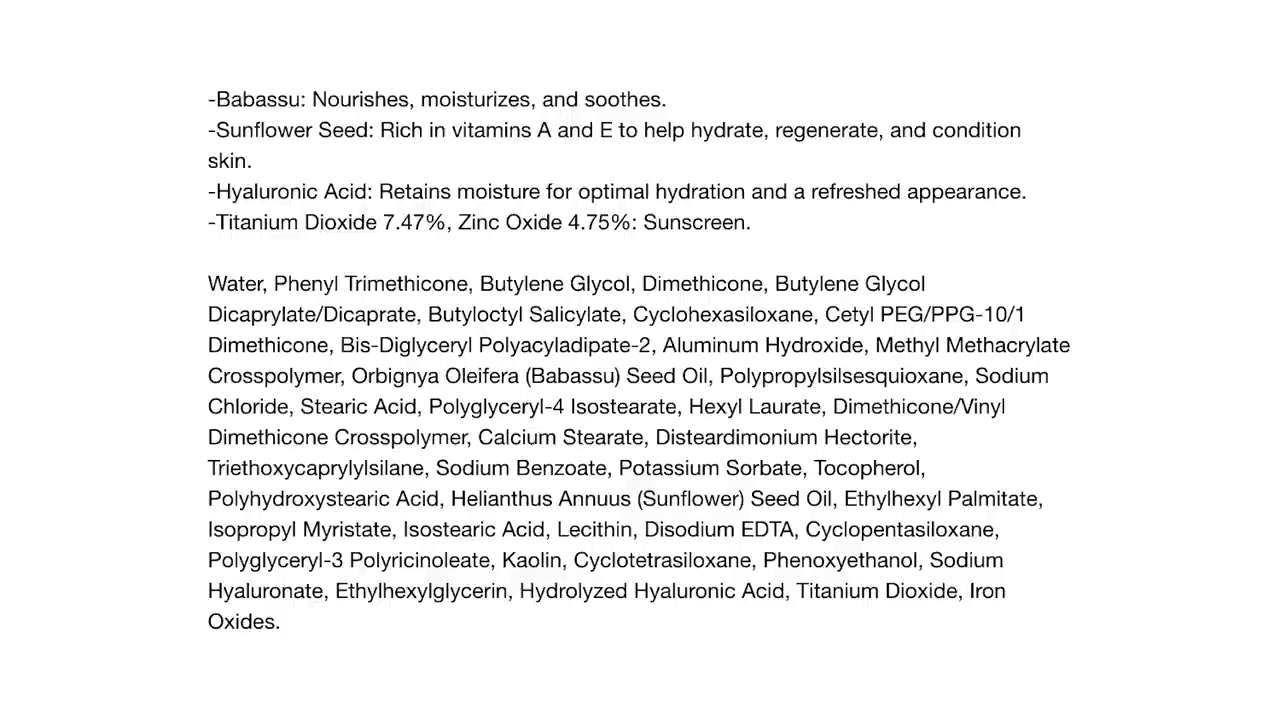 -Babassu: Nourishes, moisturizes, and soothes.
-Sunflower Seed: Rich in vitamins A and E to help hydrate, regenerate, and condition
skin.
-Hyaluronic Acid: Retains moisture for optimal hydration and a refreshed appearance.
-Titanium Dioxide 7.47%, Zinc Oxide 4.75%: Sunscreen.
Water, Phenyl Trimethicone, Butylene Glycol, Dimethicone, Butylene Glycol
Dicaprylate/Dicaprate, Butyloctyl Salicylate, Cyclohexasiloxane, Cetyl PEG/PPG-10/1
Dimethicone, Bis-Diglyceryl Polyacyladipate-2, Aluminum Hydroxide, Methyl Methacrylate
Crosspolymer, Orbignya Oleifera (Babassu) Seed Oil, Polypropylsilsesquioxane, Sodium
Chloride, Stearic Acid, Polyglyceryl-4 Isostearate, Hexyl Laurate, Dimethicone/Vinyl
Dimethicone Crosspolymer, Calcium Stearate, Disteardimonium Hectorite,
Triethoxycaprylylsilane, Sodium Benzoate, Potassium Sorbate, Tocopherol,
Polyhydroxystearic Acid, Helianthus Annuus (Sunflower) Seed Oil, Ethylhexyl Palmitate,
Isopropyl Myristate, Isostearic Acid, Lecithin, Disodium EDTA, Cyclopentasiloxane,
Polyglyceryl-3 Polyricinoleate, Kaolin, Cyclotetrasiloxane, Phenoxyethanol, Sodium
Hyaluronate, Ethylhexylglycerin, Hydrolyzed Hyaluronic Acid, Titanium Dioxide, Iron
Oxides.